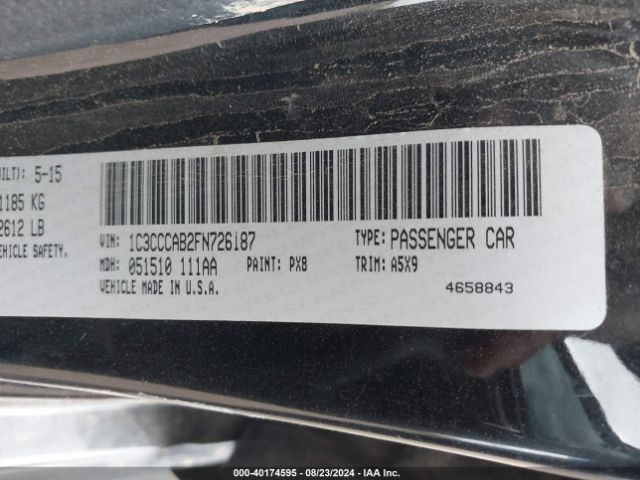 UILT): 5-15
1185 KG
2612 LB
EHICLE SAFETY.
VIN: 1C3CCCAB2FN726187
TYPE: PASSENGER CAR
MDH: 051510 111AA
PAINT: PX8
TRIM: A5X9
VEHICLE MADE IN U.S.A.
4658843
000-40174595 - 08/23/2024 - IAA Inc.